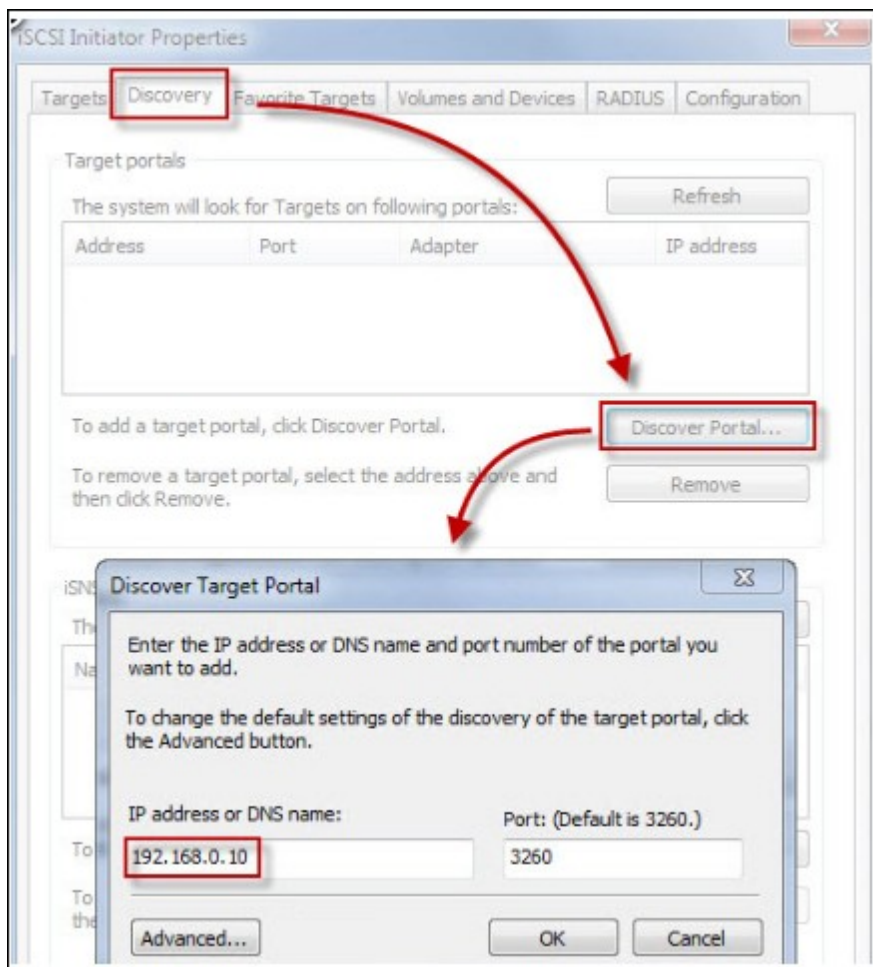 iSCSI Initiator Properties
Targets Discovery Favorite Targets Volumes and Devices RADIUS Configuration
Target portals
The system will look for Targets on following portals:
Refresh
Address Port Adapter IP address
To add a target portal, click Discover Portal.
Discover Portal...
To remove a target portal, select the address above and
then click Remove.
Remove
iSNS
Discover Target Portal
Enter the IP address or DNS name and port number of the portal you
want to add.
To change the default settings of the discovery of the target portal, click
the Advanced button.
IP address or DNS name:
Port: (Default is 3260.)
192.168.0.10
3260
To
To
the
Advanced...
OK
Cancel